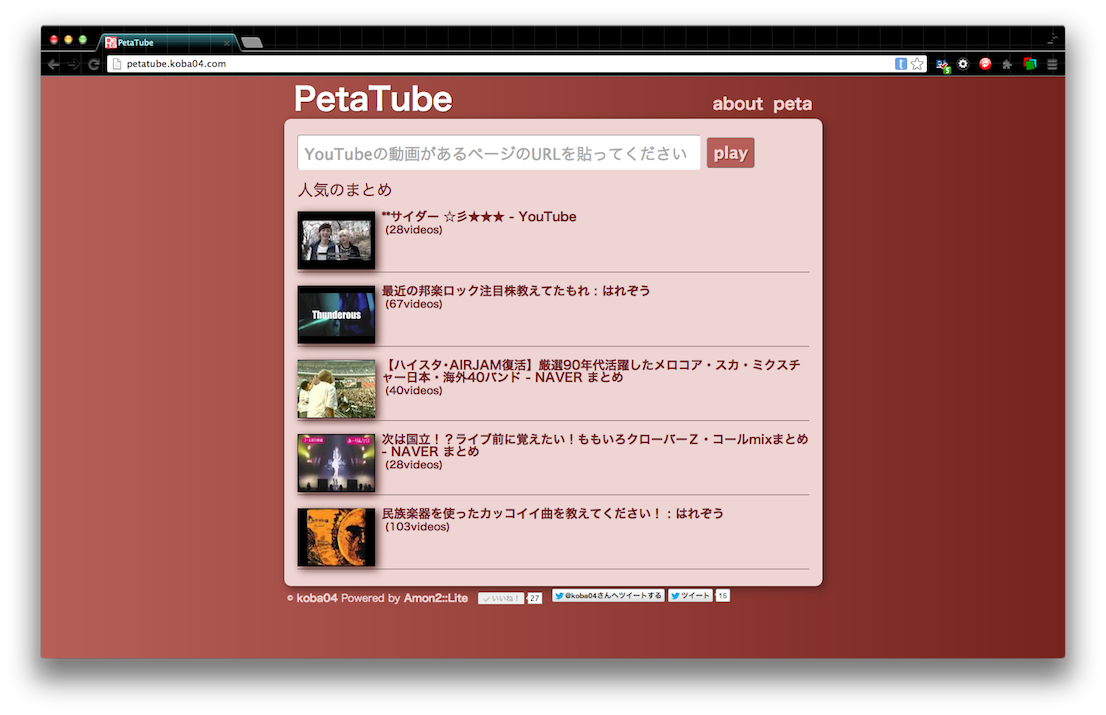 PetaTube
petatube.koba04.com
PetaTube
about peta
YouTubeの動画があるページのURLを貼ってください
play
人気のまとめ
**サイダー ☆彡★★★ - YouTube
(28videos)
Thunderous
最近の邦楽ロック注目株教えてたもれ：はれぞう
(67videos)
【ハイスタ・AIRJAM復活】厳選90年代活躍したメロコア・スカ・ミクスチ
ャー日本・海外40バンド - NAVER まとめ
(40videos)
次は国立！？ライブ前に覚えたい！ももいろクローバーＺ・コールmixまとめ
- NAVER まとめ
(28videos)
民族楽器を使ったカッコイイ曲を教えてください！：はれぞう
(103videos)
© koba04 Powered by Amon2::Lite
いいね！ 27
@koba04さんへツイートする
ツイート 15